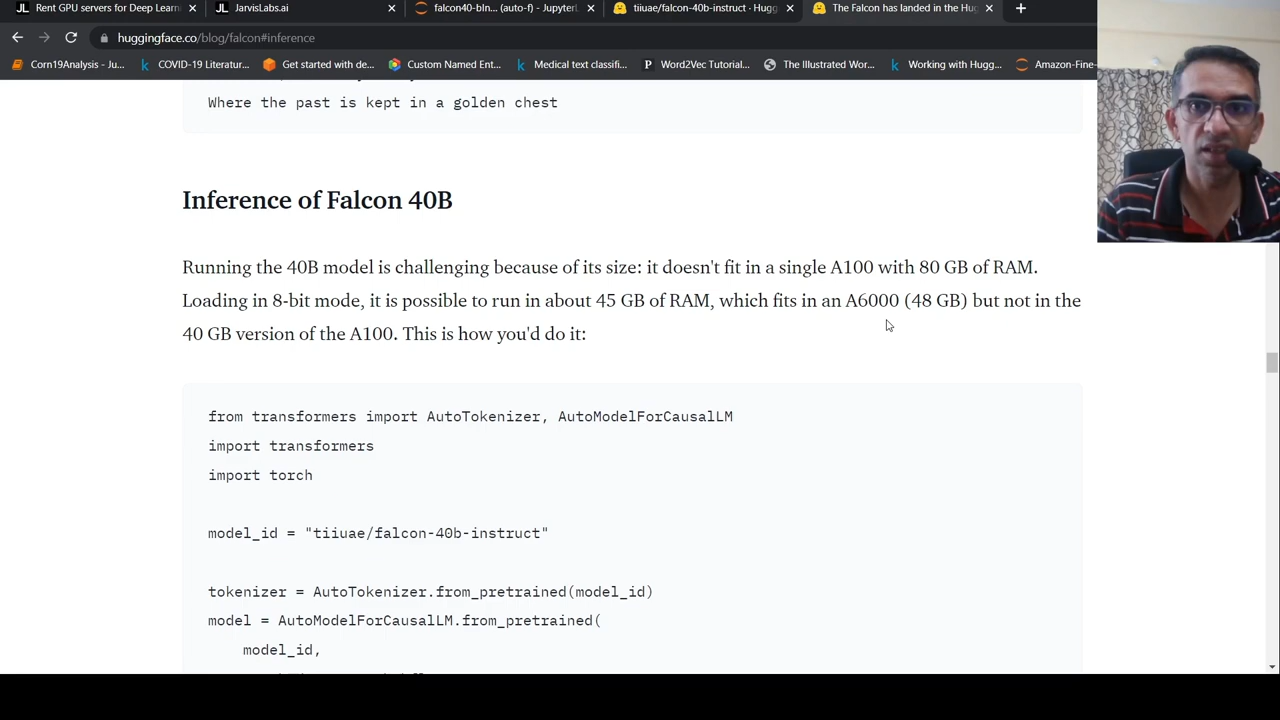 Rent GPU servers for Deep Learni
JarvisLabs.ai
falcon40-bIn... (auto-f) - JupyterL
tiiuae/falcon-40b-instruct · Hugg
The Falcon has landed in the Hug
huggingface.co/blog/falcon#inference
Corn19Analysis - Ju...
COVID-19 Literatur...
Get started with de...
Custom Named Ent...
Medical text classifi...
Word2Vec Tutorial...
The Illustrated Wor...
Working with Hugg...
Amazon-Fine-
Where the past is kept in a golden chest
Inference of Falcon 40B
Running the 40B model is challenging because of its size: it doesn't fit in a single A100 with 80 GB of RAM.
Loading in 8-bit mode, it is possible to run in about 45 GB of RAM, which fits in an A6000 (48 GB) but not in the
40 GB version of the A100. This is how you'd do it:
from transformers import AutoTokenizer, AutoModelForCausalLM
import transformers
import torch
model_id = "tiiuae/falcon-40b-instruct"
tokenizer = AutoTokenizer.from_pretrained(model_id)
model = AutoModelForCausalLM.from_pretrained(
model_id,